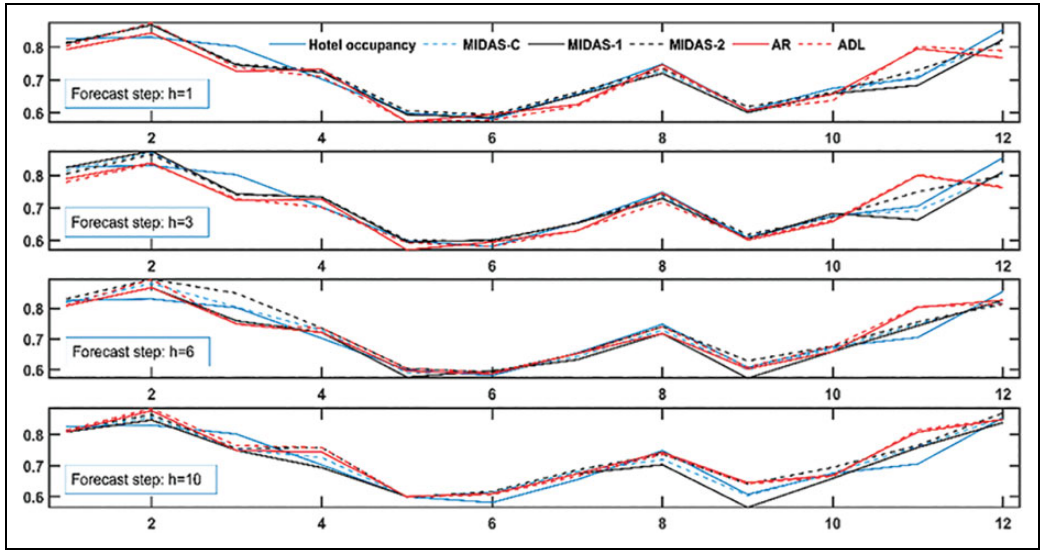 Hotel occupancy MIDAS-C MIDAS-1 MIDAS-2 AR ADL
0.8
0.7
0.6
Forecast step: h=1
2 4 6 8 10 12
0.8
0.7
0.6
Forecast step: h=3
2 4 6 8 10 12
0.8
0.7
0.6
Forecast step: h=6
2 4 6 8 10 12
0.8
0.7
0.6
Forecast step: h=10
2 4 6 8 10 12